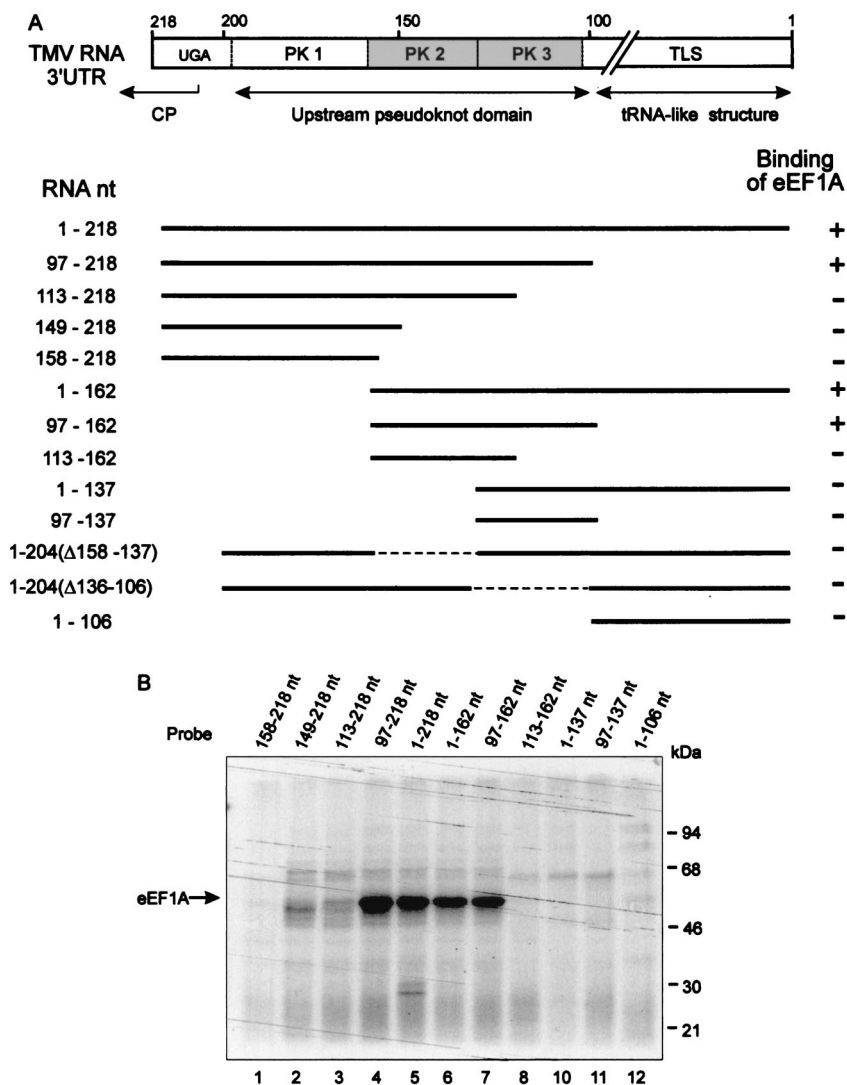 A
218 200 150 100 1
TMV RNA
3'UTR
UGA PK 1 PK 2 PK 3 TLS
CP Upstream pseudoknot domain tRNA-like structure
RNA nt
Binding
of eEF1A
1 - 218 +
97 - 218 +
113 - 218 -
149 - 218 -
158 - 218 -
1 - 162 +
97 - 162 +
113 -162 -
1 - 137 -
97 -137 -
1-204(Δ158 -137) -
1-204(Δ136-106) -
1 - 106 -
B
Probe
158-218 nt
149-218 nt
113-218 nt
97-218 nt
1-218 nt
1-162 nt
97-162 nt
113-162 nt
1-137 nt
97-137 nt
1-106 nt
kDa
94
68
eEF1A
46
30
21
1 2 3 4 5 6 7 8 10 11 12